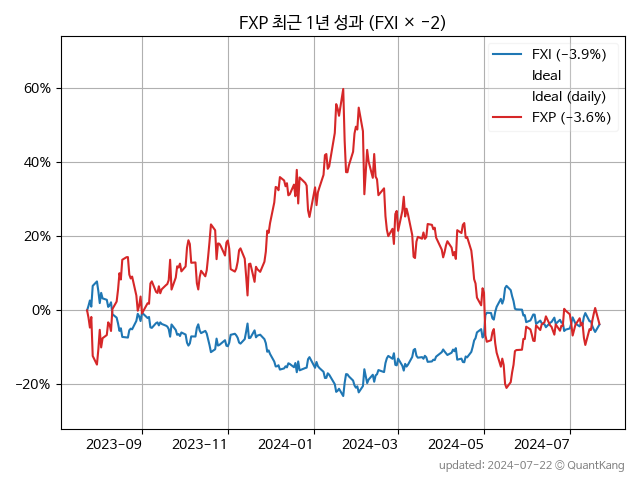 FXP 최근 1년 성과 (FXI × −2)
FXI (−3.9%)
Ideal
Ideal (daily)
FXP (−3.6%)
60%
40%
20%
0%
−20%
2023-09
2023-11
2024-01
2024-03
2024-05
2024-07
updated: 2024-07-22 © QuantKang